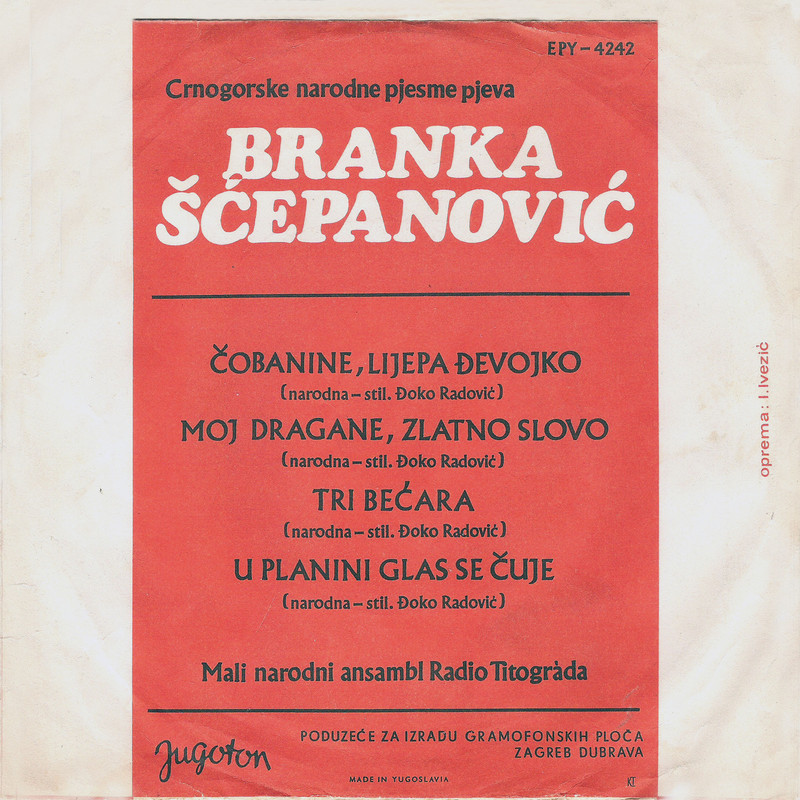 EPY – 4242
Crnogorske narodne pjesme pjeva
BRANKA
ŠĆEPANOVIĆ
ČOBANINE, LIJEPA ĐEVOJKO
(narodna – stil. Đoko Radović)
MOJ DRAGANE, ZLATNO SLOVO
(narodna – stil. Đoko Radović)
TRI BEĆARA
(narodna – stil. Đoko Radović)
U PLANINI GLAS SE ČUJE
(narodna – stil. Đoko Radović)
Mali narodni ansambl Radio Titograda
Jugoton
PODUZEĆE ZA IZRADU GRAMOFONSKIH PLOČA
ZAGREB DUBRAVA
MADE IN YUGOSLAVIA
KI
oprema: I. Ivezić